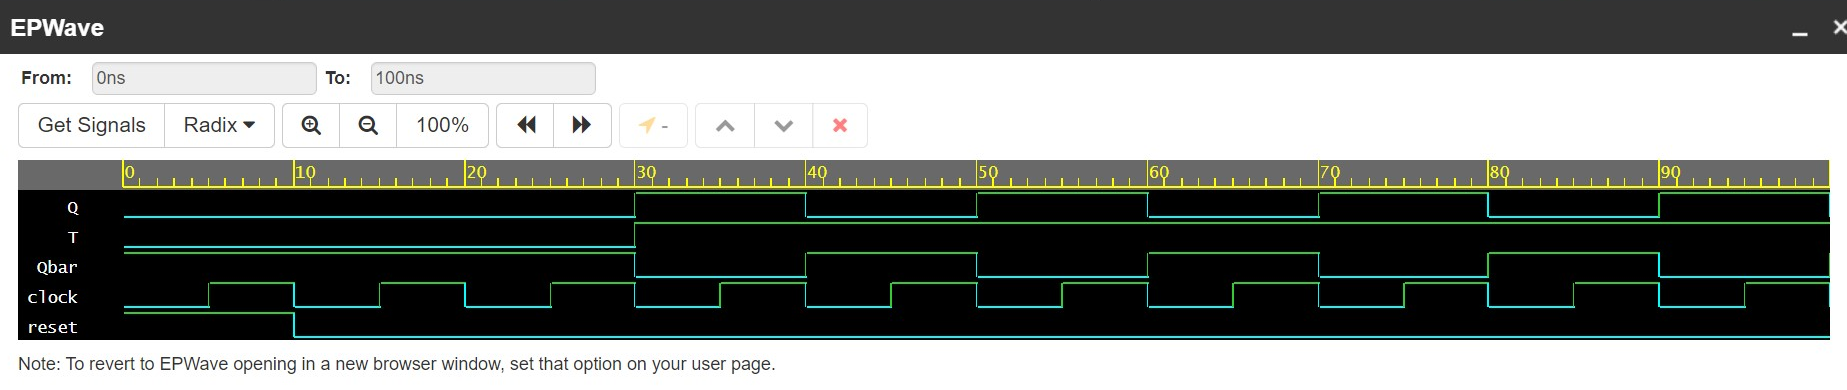 EPWave
From: 0ns To: 100ns
Get Signals Radix 100% -
0 10 20 30 40 50 60 70 80 90
Q
T
Qbar
clock
reset
Note: To revert to EPWave opening in a new browser window, set that option on your user page.